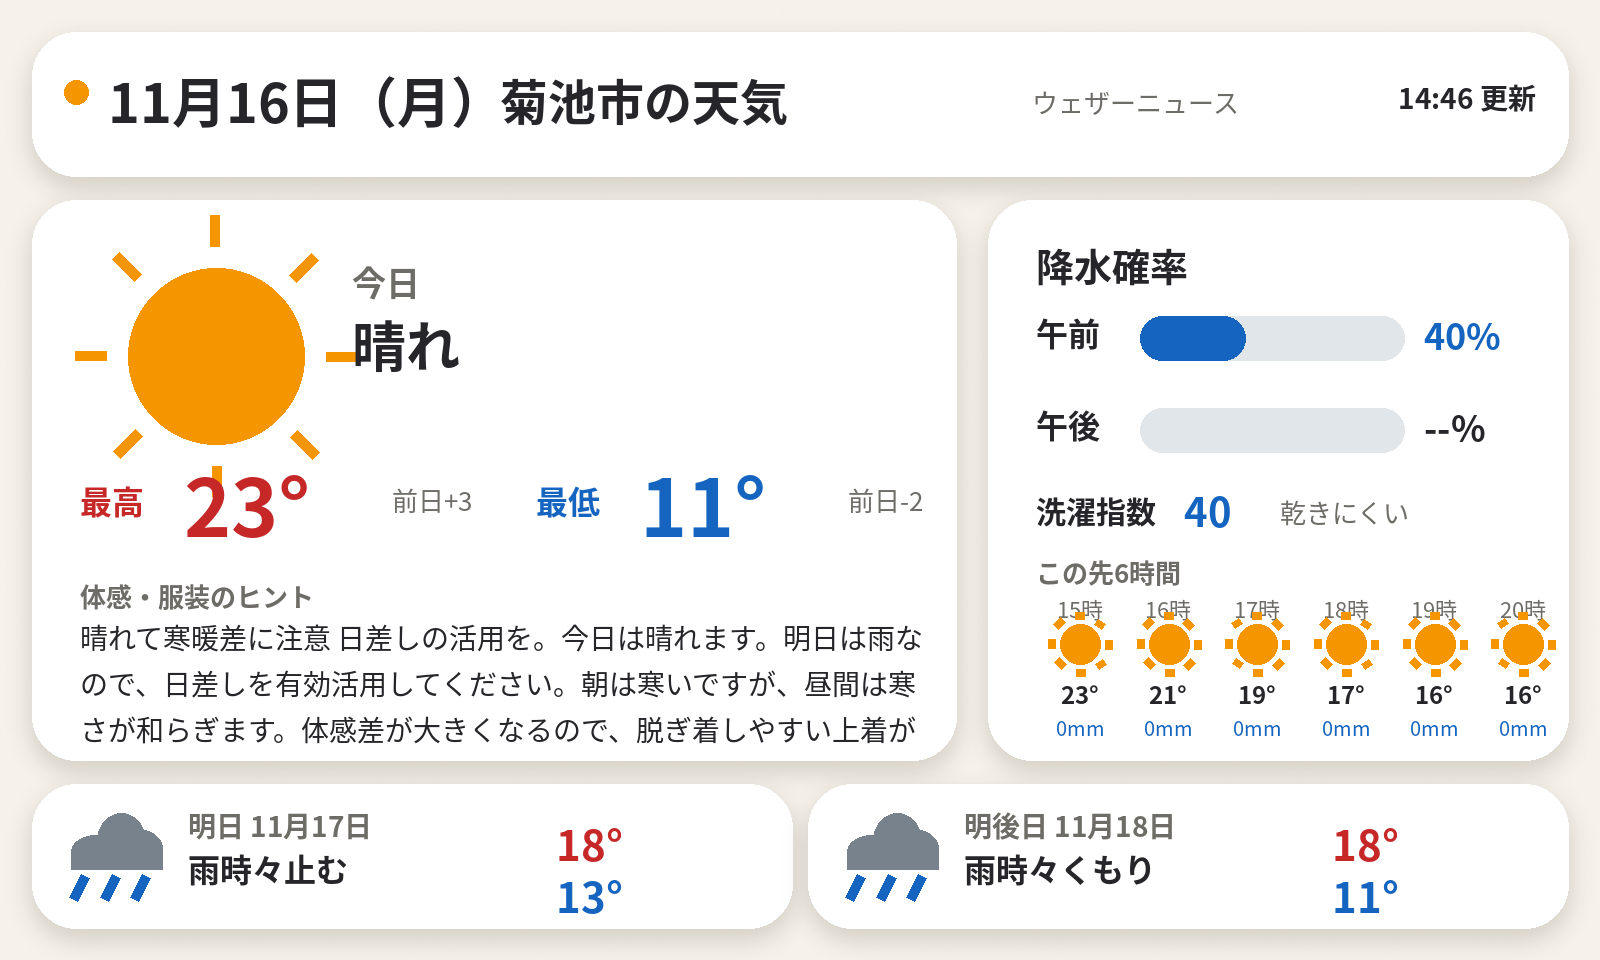 11月16日（月）菊池市の天気
ウェザーニュース
14:46 更新
今日
晴れ
最高 23° 前日+3 最低 11° 前日-2
体感・服装のヒント
晴れて寒暖差に注意 日差しの活用を。今日は晴れます。明日は雨な
ので、日差しを有効活用してください。朝は寒いですが、昼間は寒
さが和らぎます。体感差が大きくなるので、脱ぎ着しやすい上着が
降水確率
午前 40%
午後 --%
洗濯指数 40 乾きにくい
この先6時間
15時 16時 17時 18時 19時 20時
23° 21° 19° 17° 16° 16°
0mm 0mm 0mm 0mm 0mm 0mm
明日 11月17日
雨時々止む
18°
13°
明後日 11月18日
雨時々くもり
18°
11°